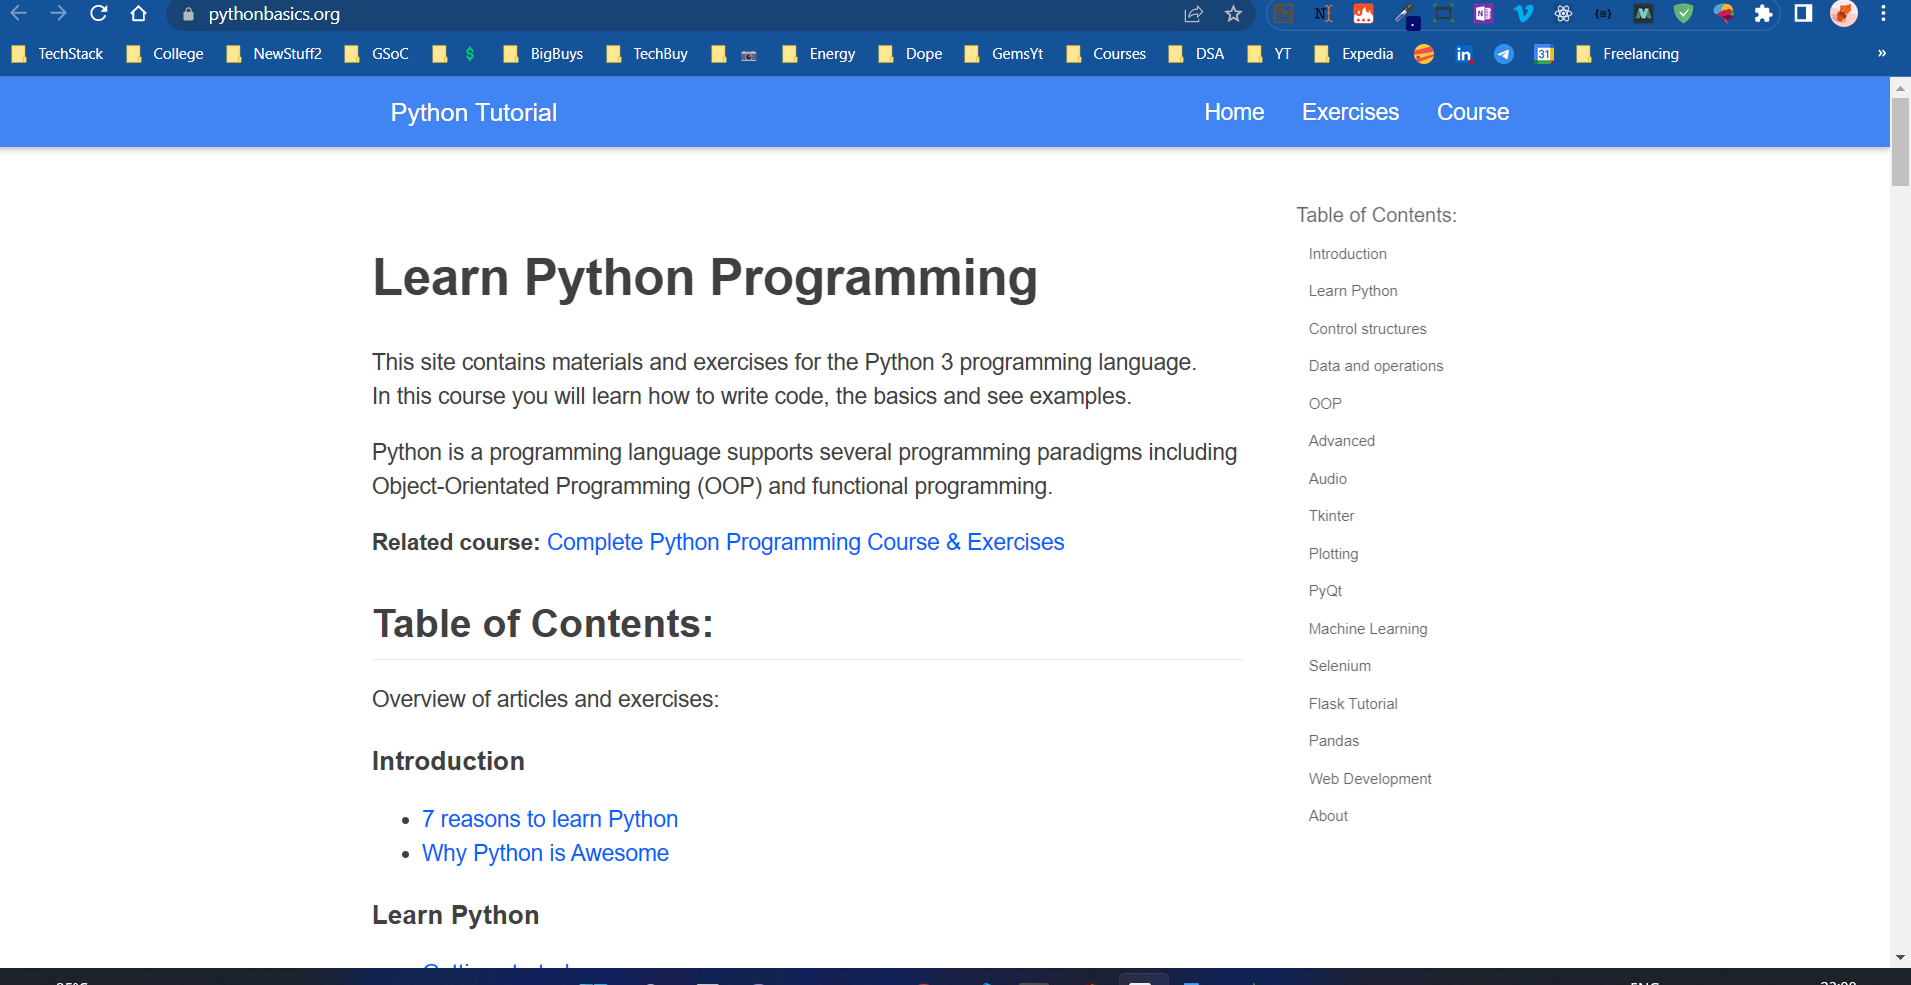 pythonbasics.org
TechStack College NewStuff2 GSoC $ BigBuys TechBuy Energy Dope GemsYt Courses DSA YT Expedia in 31 Freelancing »
Python Tutorial Home Exercises Course
Learn Python Programming
This site contains materials and exercises for the Python 3 programming language.
In this course you will learn how to write code, the basics and see examples.
Python is a programming language supports several programming paradigms including
Object-Orientated Programming (OOP) and functional programming.
Related course: Complete Python Programming Course & Exercises
Table of Contents:
Overview of articles and exercises:
Introduction
7 reasons to learn Python
Why Python is Awesome
Learn Python
Table of Contents:
Introduction
Learn Python
Control structures
Data and operations
OOP
Advanced
Audio
Tkinter
Plotting
PyQt
Machine Learning
Selenium
Flask Tutorial
Pandas
Web Development
About